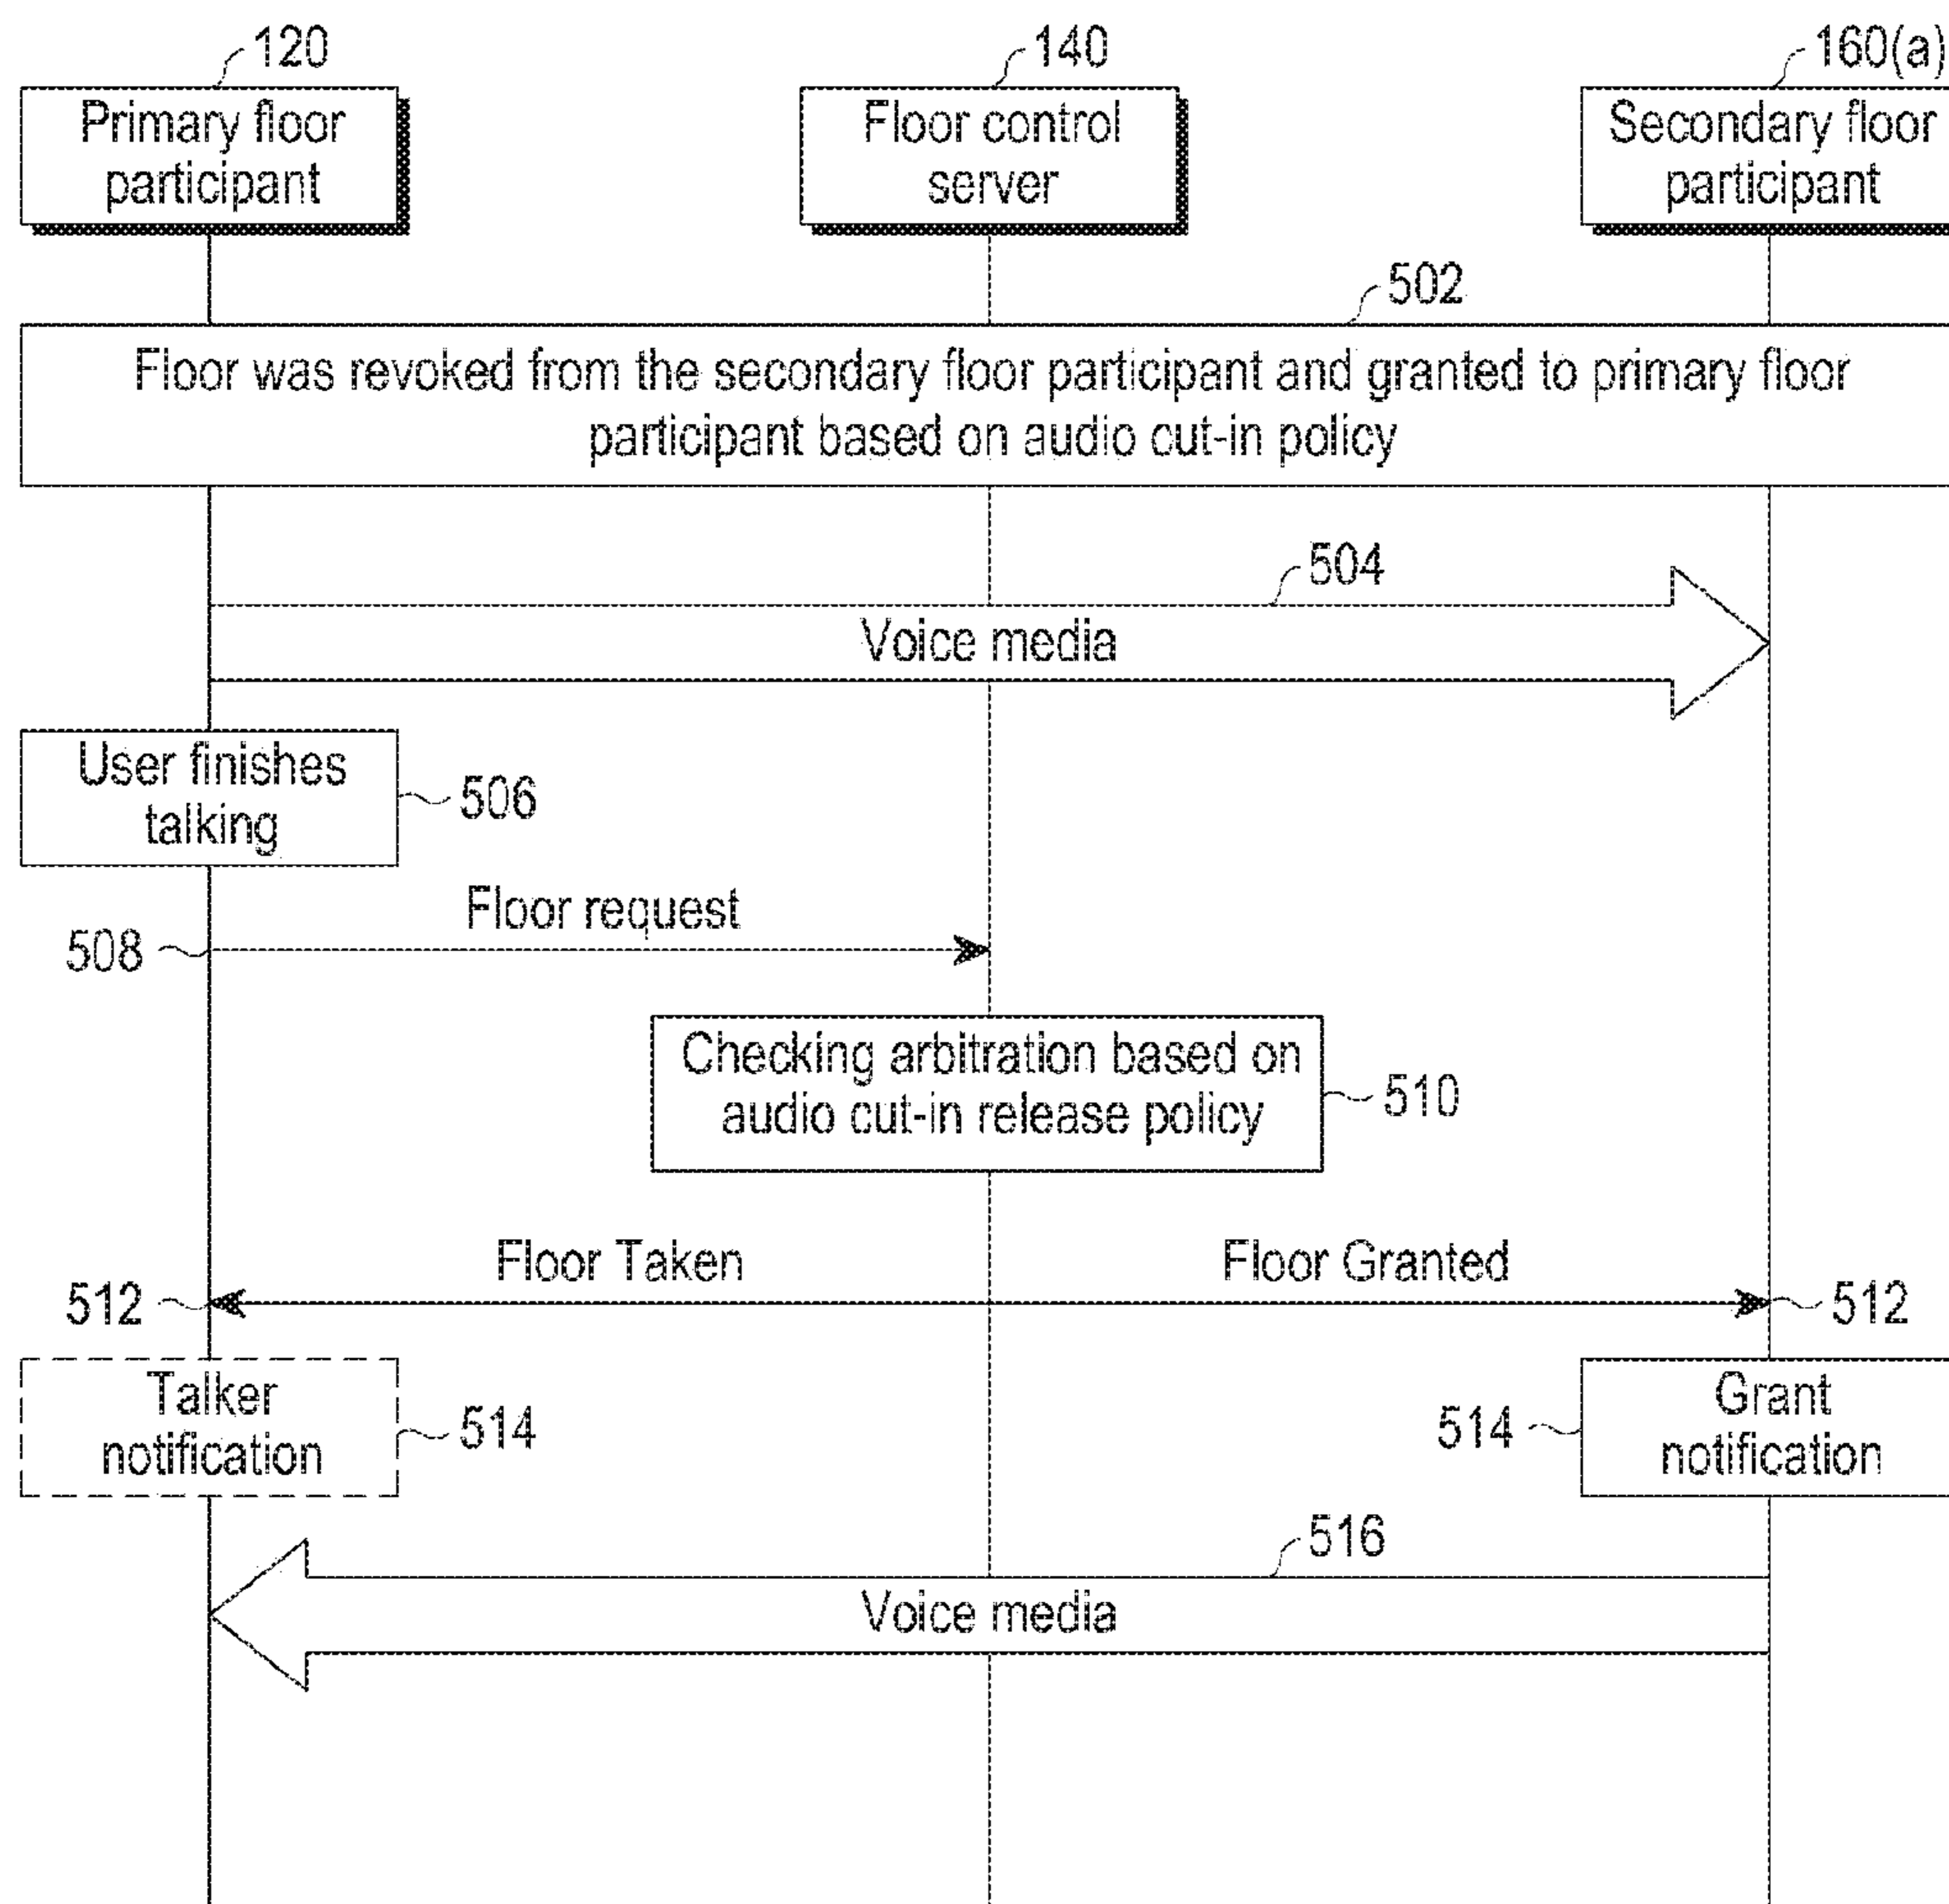 120
140
160(a)
Primary floor
participant
Floor control
server
Secondary floor
participant
502
Floor was revoked from the secondary floor participant and granted to primary floor
participant based on audio cut-in policy
504
Voice media
User finishes
talking
506
Floor request
508
Checking arbitration based on
audio cut-in release policy
510
Floor Taken
Floor Granted
512
512
Talker
notification
514
514
Grant
notification
516
Voice media